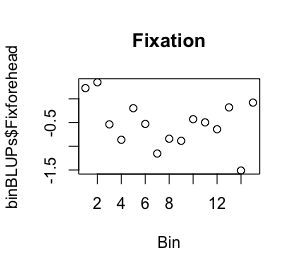 Fixation
binBLUPs$Fixforehead
-0.5
-1.5
2 4 6 8 12
Bin